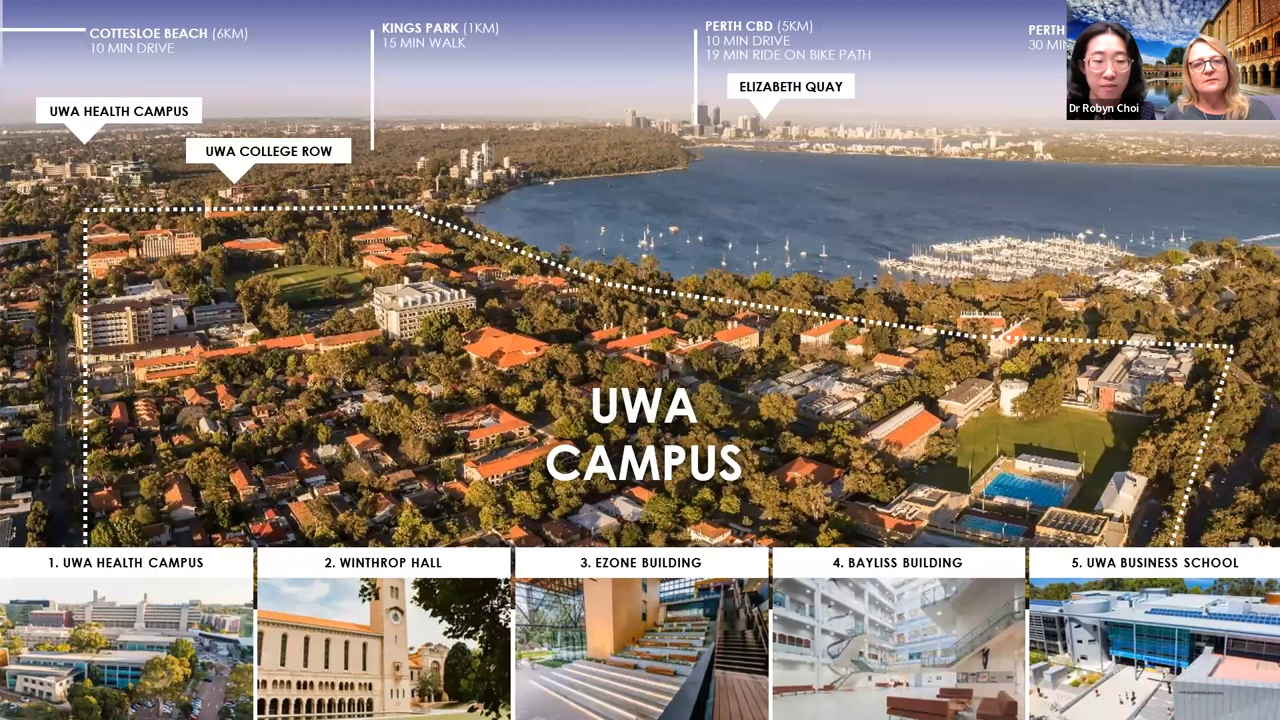 COTTESLOE BEACH (6KM)
10 MIN DRIVE
KINGS PARK (1KM)
15 MIN WALK
PERTH CBD (5KM)
10 MIN DRIVE
19 MIN RIDE ON BIKE PATH
PERTH
30 MIN
ELIZABETH QUAY
UWA HEALTH CAMPUS
UWA COLLEGE ROW
Dr Robyn Choi
UWA
CAMPUS
1. UWA HEALTH CAMPUS
2. WINTHROP HALL
3. EZONE BUILDING
4. BAYLISS BUILDING
5. UWA BUSINESS SCHOOL